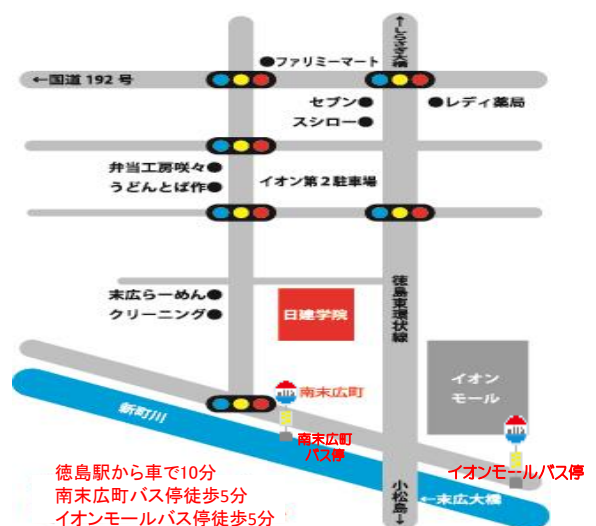 ↑しらさぎ大橋
●ファリミーマート
←国道192号
セブン●
●レディ薬局
スシロー●
弁当工房咲々●
うどんとば作●
イオン第2駐車場
徳島東環状線
末広らーめん●
クリーニング●
日建学院
イオン
モール
南末広町
新町川
南末広町
バス停
イオンモールバス停
徳島駅から車で10分
南末広町バス停徒歩5分
イオンモールバス停徒歩5分
小松島↓
←末広大橋